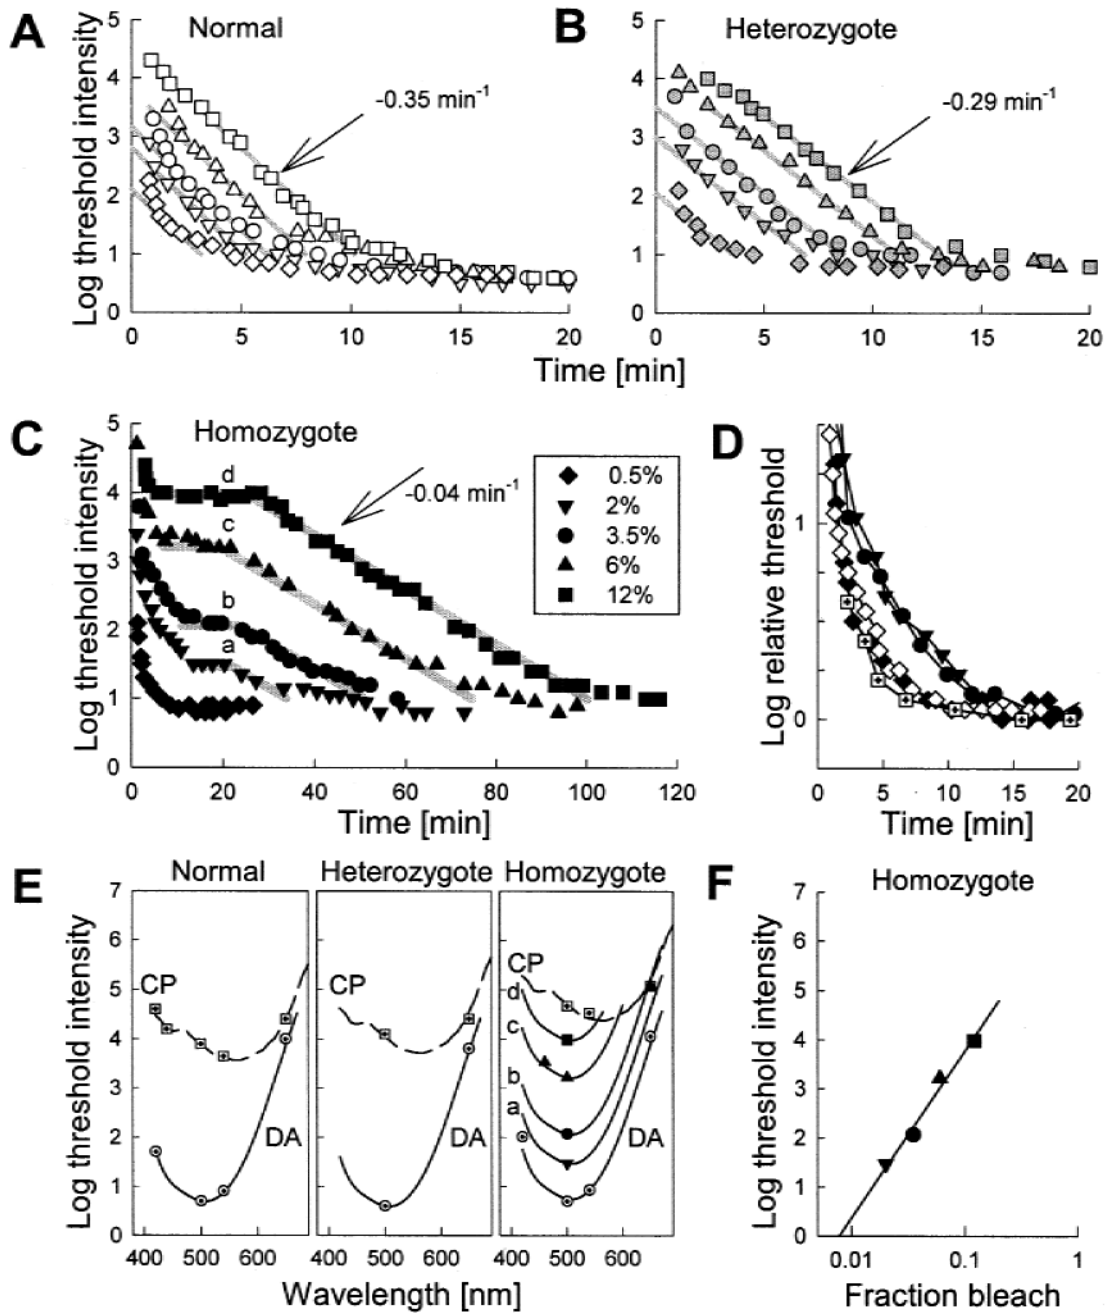 A
Normal
B
Heterozygote
Log threshold intensity
5
4
3
2
1
0
-0.35 min-1
5
4
3
2
1
0
-0.29 min-1
0 5 10 15 20
0 5 10 15 20
Time [min]
C
Homozygote
Log threshold intensity
5
4
3
2
1
0
d
c
b
a
-0.04 min-1
0.5%
2%
3.5%
6%
12%
0 20 40 60 80 100 120
Time [min]
D
Log relative threshold
1
0
0 5 10 15 20
Time [min]
E
Normal Heterozygote Homozygote
Log threshold intensity
7
6
5
4
3
2
1
0
CP
DA
CP
DA
CP
d
c
b
a
DA
400 500 600
400 500 600
400 500 600
Wavelength [nm]
F
Homozygote
Log threshold intensity
7
6
5
4
3
2
1
0
0.01 0.1 1
Fraction bleach